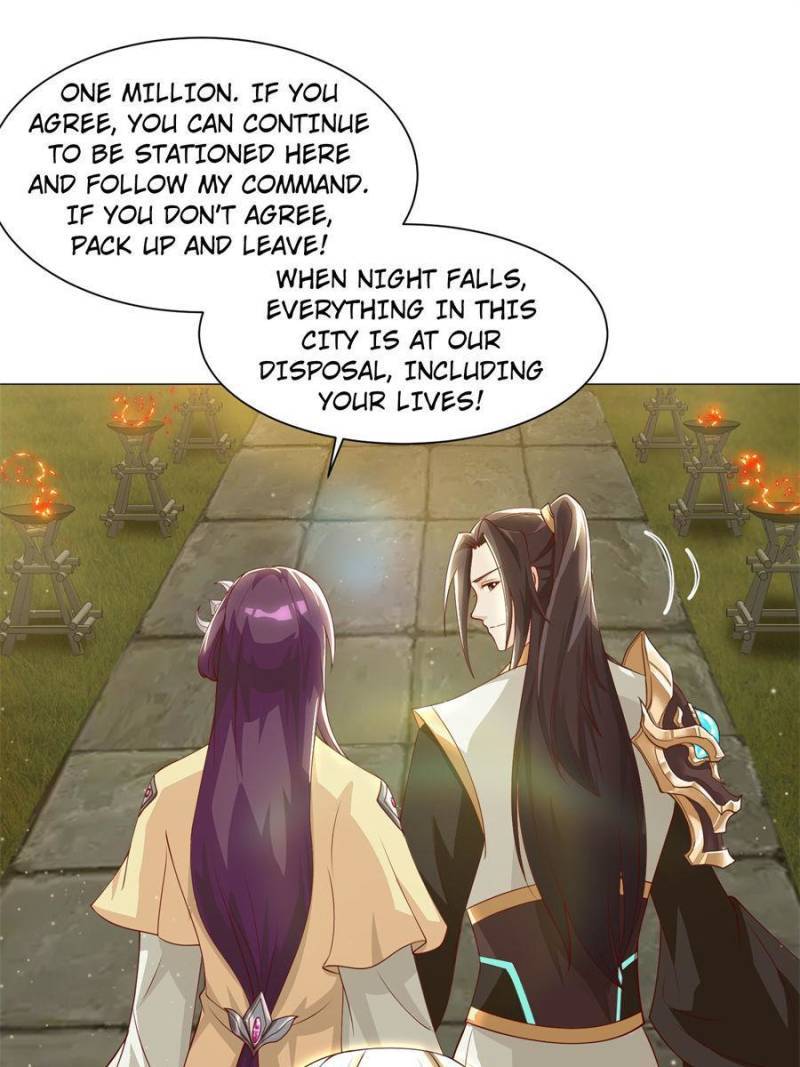 ONE MILLION. IF YOU
AGREE, YOU CAN CONTINUE
TO BE STATIONED HERE
AND FOLLOW MY COMMAND.
IF YOU DON'T AGREE,
PACK UP AND LEAVE!
WHEN NIGHT FALLS,
EVERYTHING IN THIS
CITY IS AT OUR
DISPOSAL, INCLUDING
YOUR LIVES!